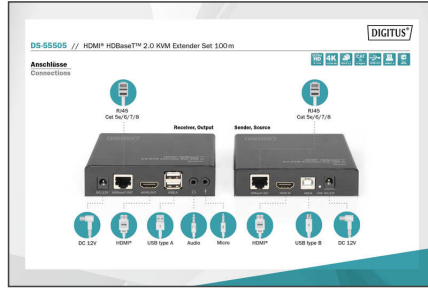 DIGITUS®
DS-55505 // HDMI® HDBaseT™ 2.0 KVM Extender Set 100 m
4K
Anschlüsse
Connections
RJ45
Cat 5e/6/7/8
RJ45
Cat 5e/6/7/8
Receiver, Output
Sender, Source
DC 12V
HDMI®
USB type A
Audio
Micro
HDMI®
USB type B
DC 12V